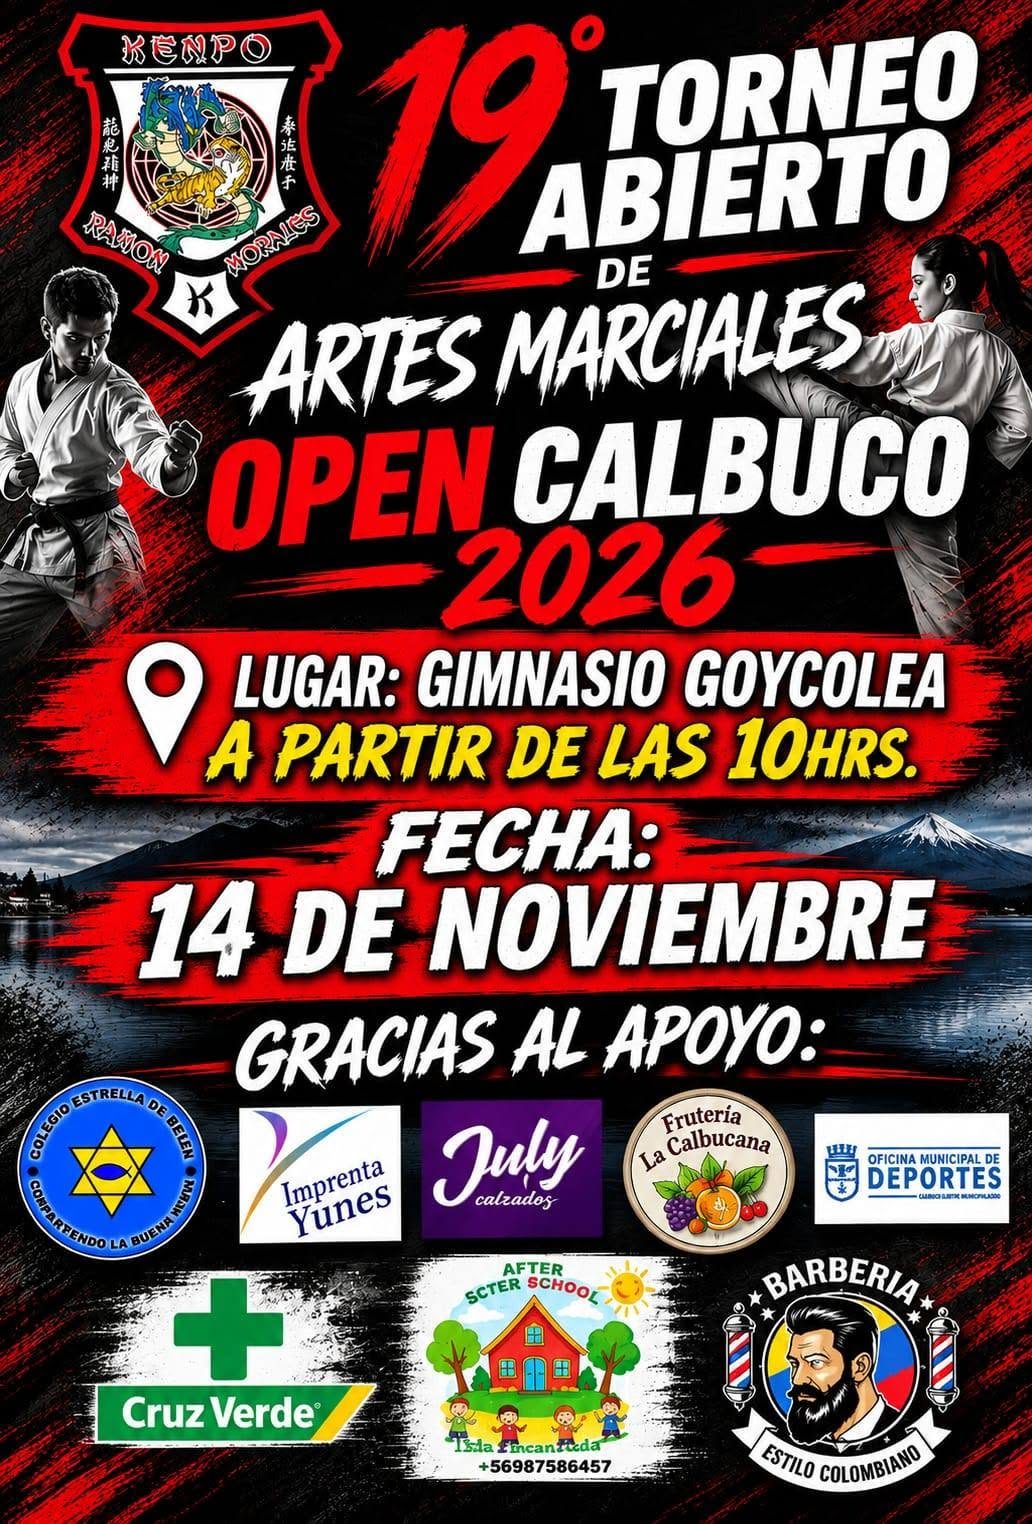 KENPO
RAMON MORALES
K
19°
TORNEO
ABIERTO
DE
ARTES MARCIALES
OPEN CALBUCO
2026
LUGAR: GIMNASIO GOYCOLEA
A PARTIR DE LAS 10HRS.
FECHA:
14 DE NOVIEMBRE
GRACIAS AL APOYO:
COLEGIO ESTRELLA DE BELEN
COMPARTIENDO LA BUENA
Imprenta
Yunes
July
calzados
Frutería
La Calbucana
OFICINA MUNICIPAL DE
DEPORTES
Cruz Verde
AFTER
SCTER SCHOOL
Isla Encantada
+56987586457
BARBERIA
ESTILO COLOMBIANO